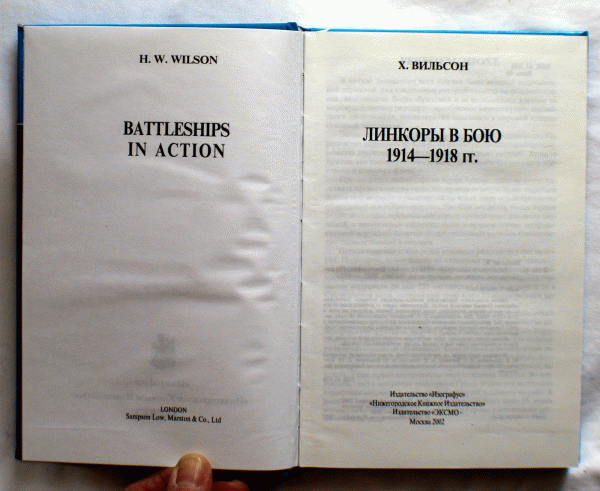 H. W. WILSON
BATTLESHIPS
IN ACTION
LONDON
Sampson Low, Marston & Co., Ltd
Х. ВИЛЬСОН
ЛИНКОРЫ В БОЮ
1914—1918 гг.
Издательство «Изографус»
«Нижегородское Книжное Издательство»
Издательство «ЭКСМО»
Москва 2002